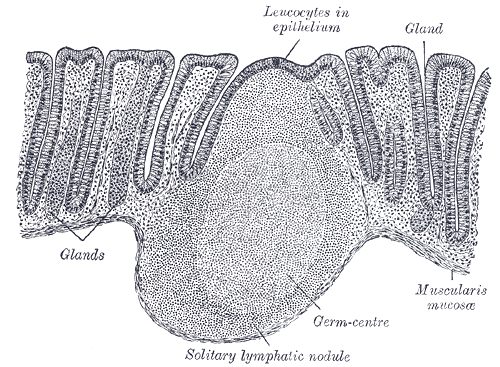 Leucocytes in
epithelium
Gland
Glands
Muscularis
mucosæ
Germ-centre
Solitary lymphatic nodule